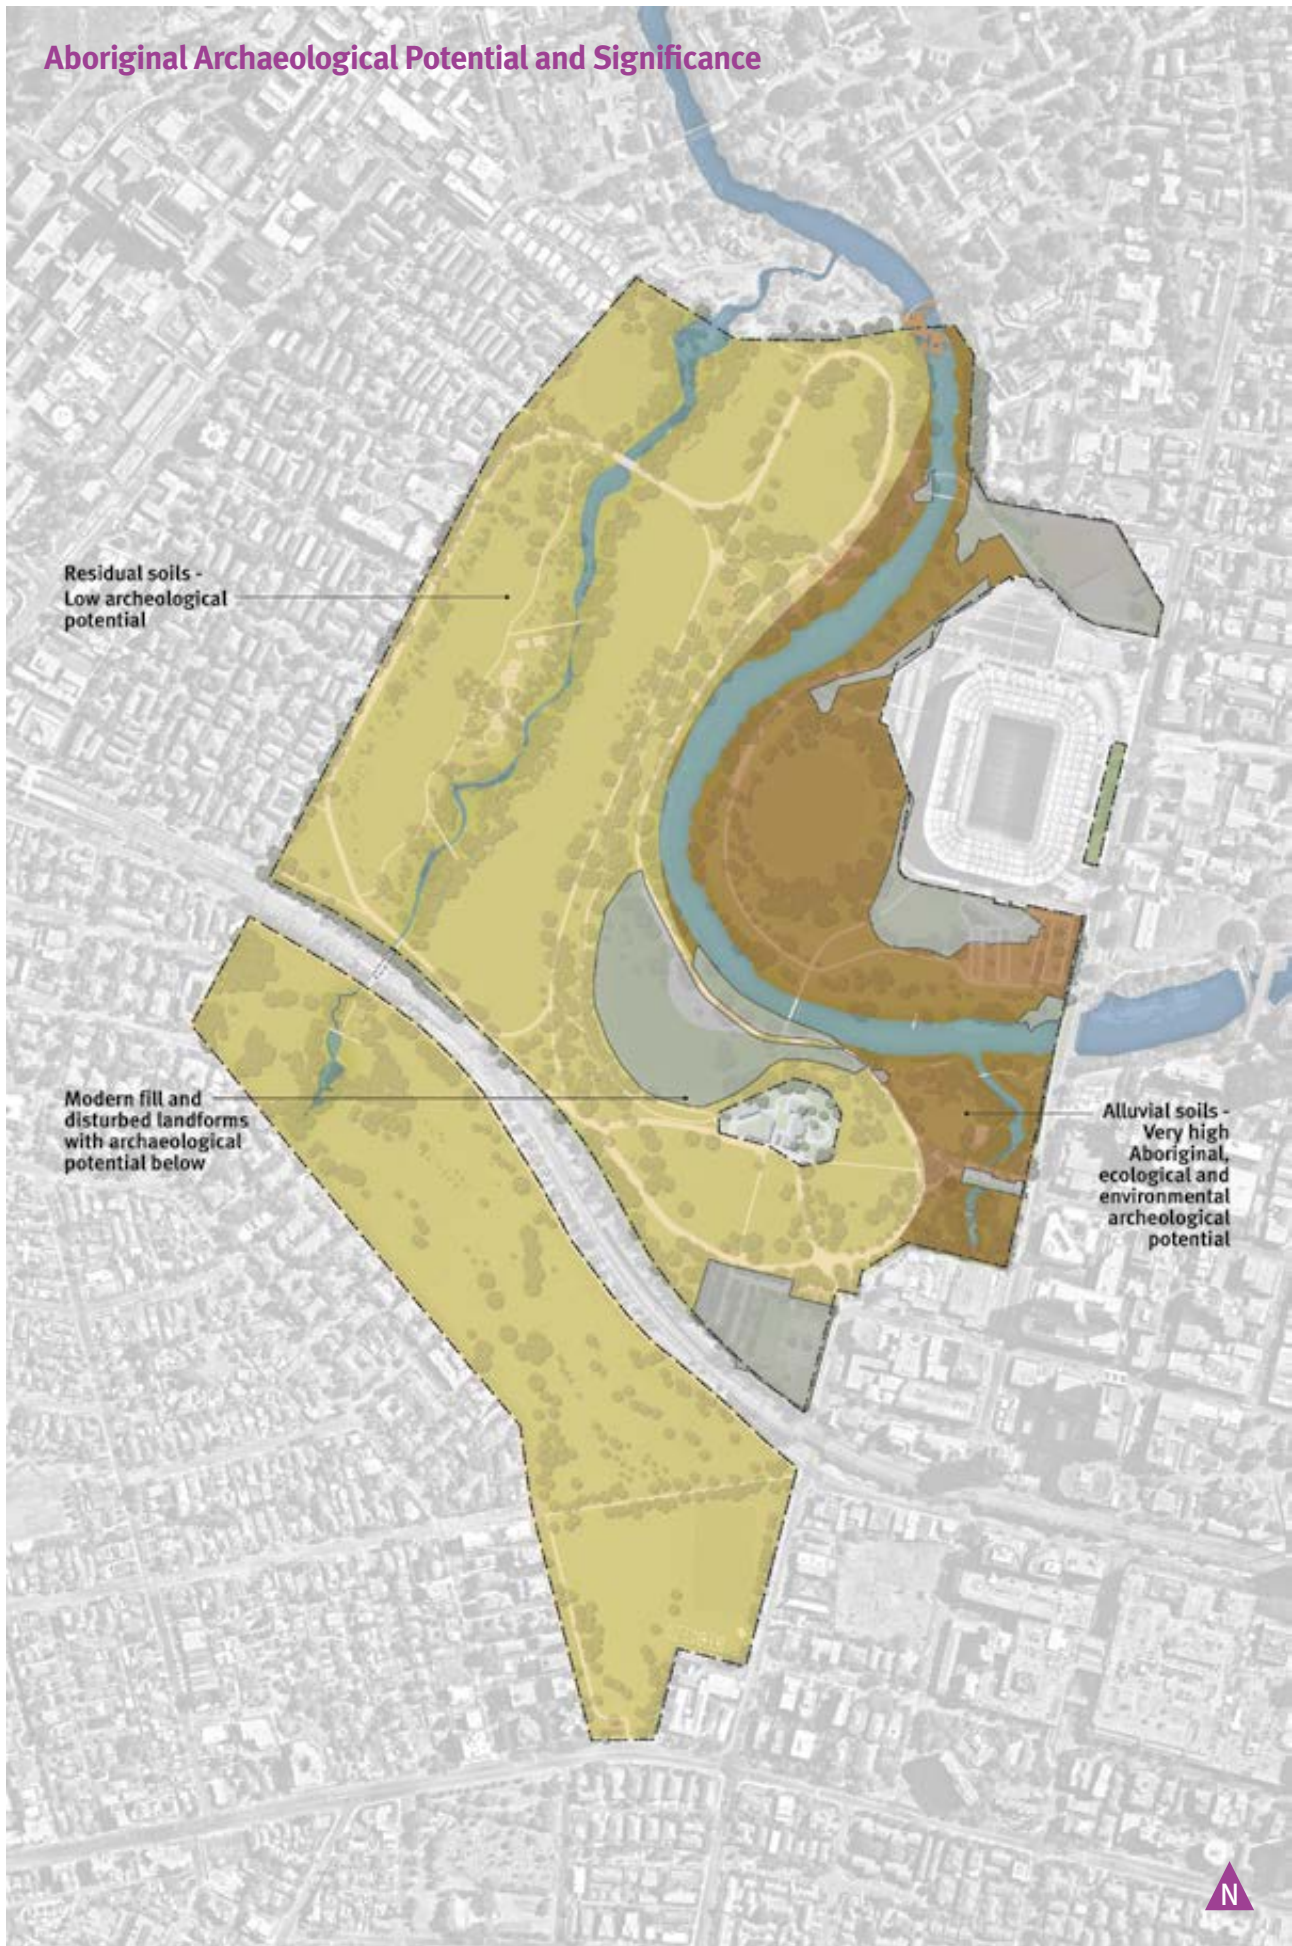 Aboriginal Archaeological Potential and Significance
Residual soils -
Low archeological
potential
Modern fill and
disturbed landforms
with archaeological
potential below
Alluvial soils -
Very high
Aboriginal,
ecological and
environmental
archeological
potential
N